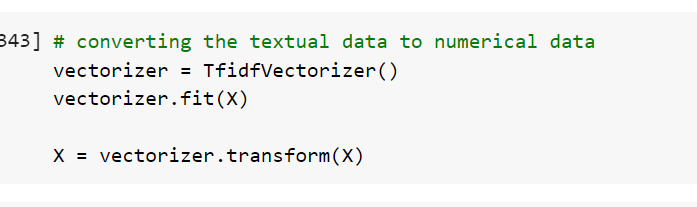 343] # converting the textual data to numerical data
vectorizer = TfidfVectorizer()
vectorizer.fit(X)
X = vectorizer.transform(X)